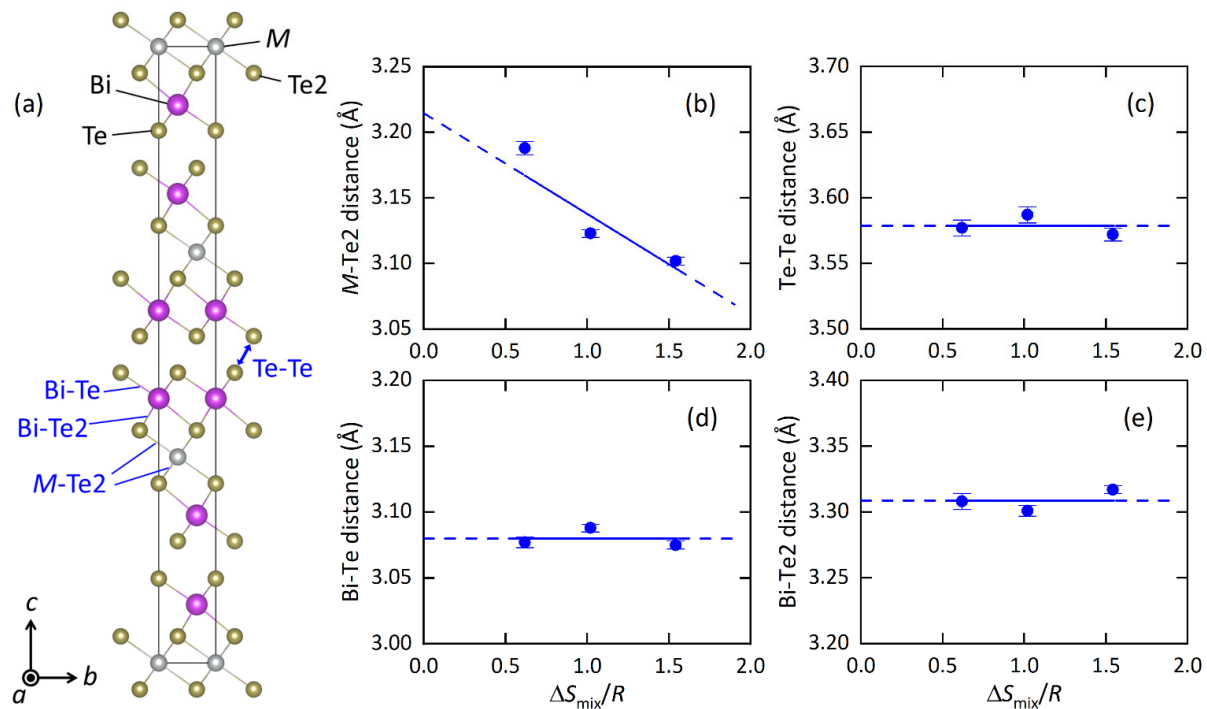 (a)
M
Te2
Bi
Te
Te-Te
Bi-Te
Bi-Te2
M-Te2
c
a
b
(b)
M-Te2 distance (Å)
3.25
3.20
3.15
3.10
3.05
0.0 0.5 1.0 1.5 2.0
(c)
Te-Te distance (Å)
3.70
3.65
3.60
3.55
3.50
0.0 0.5 1.0 1.5 2.0
(d)
Bi-Te distance (Å)
3.20
3.15
3.10
3.05
3.00
0.0 0.5 1.0 1.5 2.0
ΔSmix/R
(e)
Bi-Te2 distance (Å)
3.40
3.35
3.30
3.25
3.20
0.0 0.5 1.0 1.5 2.0
ΔSmix/R